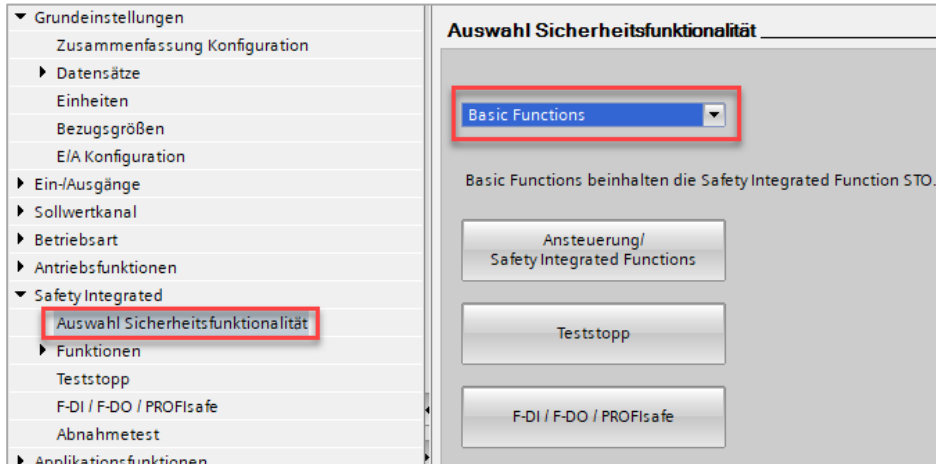 Grundeinstellungen
Zusammenfassung Konfiguration
Datensätze
Einheiten
Bezugsgrößen
E/A Konfiguration
Ein-/Ausgänge
Sollwertkanal
Betriebsart
Antriebsfunktionen
Safety Integrated
Auswahl Sicherheitsfunktionalität
Funktionen
Teststopp
F-DI / F-DO / PROFIsafe
Abnahmetest
Applikationsfunktionen
Auswahl Sicherheitsfunktionalität
Basic Functions
Basic Functions beinhalten die Safety Integrated Function STO.
Ansteuerung/
Safety Integrated Functions
Teststopp
F-DI / F-DO / PROFIsafe